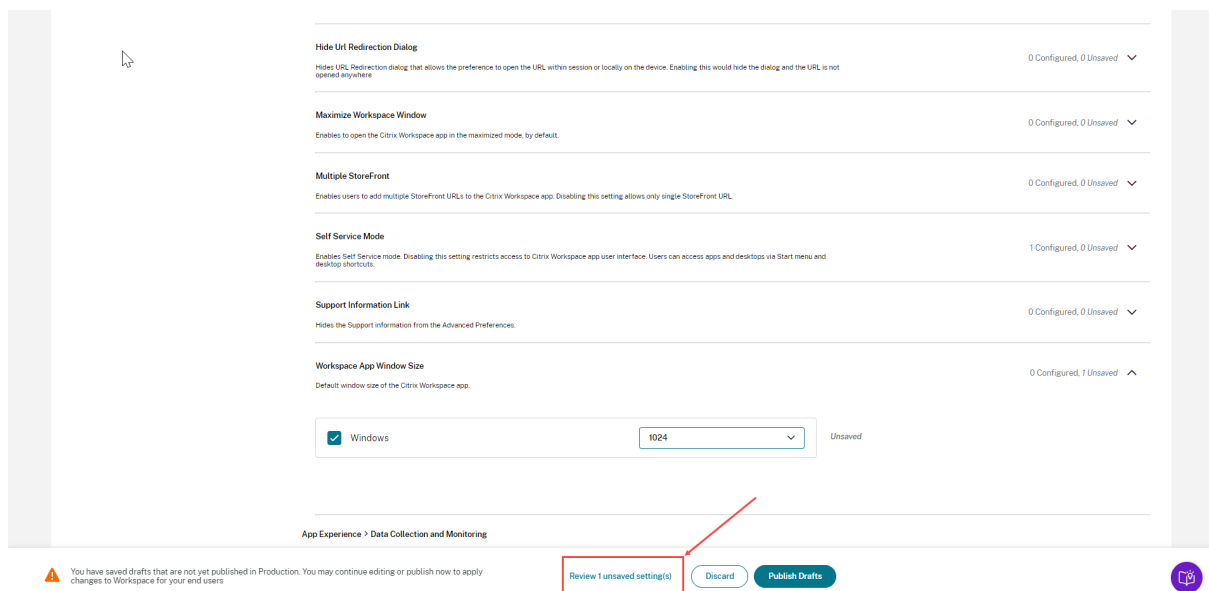 Hide Url Redirection Dialog
Hides URL Redirection dialog that allows the preference to open the URL within session or locally on the device. Enabling this would hide the dialog and the URL is not
opened anywhere
0 Configured, 0 Unsaved
Maximize Workspace Window
Enables to open the Citrix Workspace app in the maximized mode, by default.
0 Configured, 0 Unsaved
Multiple StoreFront
Enables users to add multiple StoreFront URLs to the Citrix Workspace app. Disabling this setting allows only single StoreFront URL.
0 Configured, 0 Unsaved
Self Service Mode
Enables Self Service mode. Disabling this setting restricts access to Citrix Workspace app user interface. Users can access apps and desktops via Start menu and
desktop shortcuts.
1 Configured, 0 Unsaved
Support Information Link
Hides the Support information from the Advanced Preferences.
0 Configured, 0 Unsaved
Workspace App Window Size
Default window size of the Citrix Workspace app.
0 Configured, 1 Unsaved
Windows
1024
Unsaved
App Experience > Data Collection and Monitoring
You have saved drafts that are not yet published in Production. You may continue editing or publish now to apply
changes to Workspace for your end users
Review 1 unsaved setting(s)
Discard
Publish Drafts